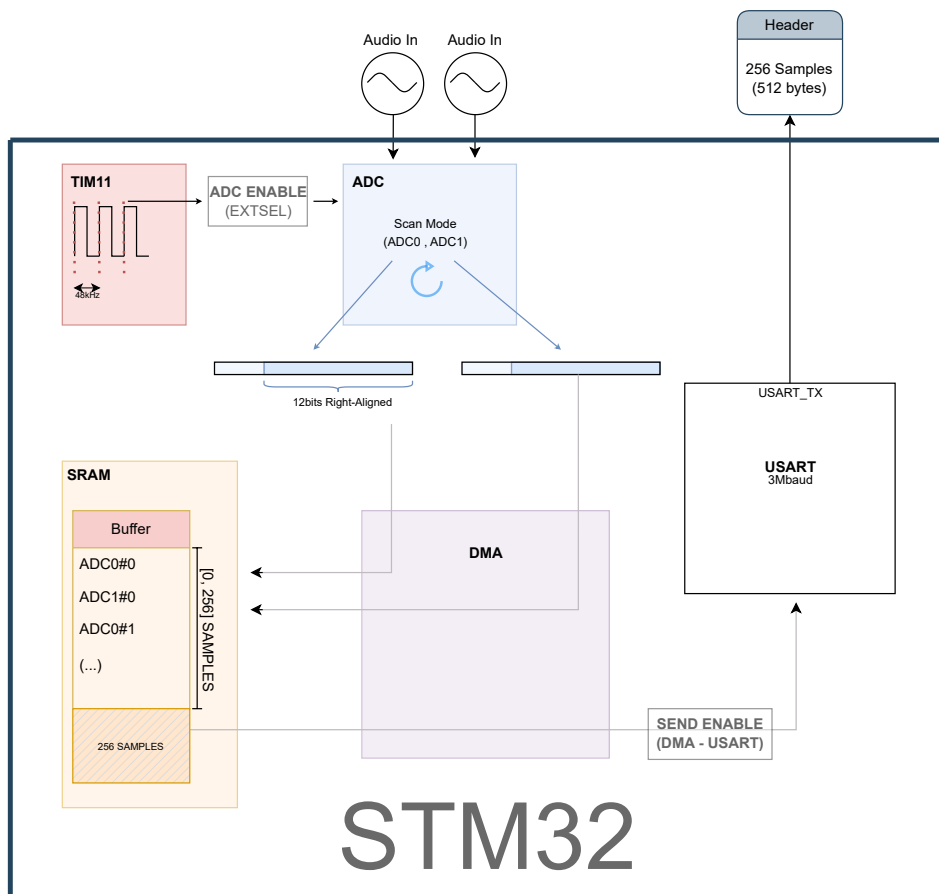 Header
256 Samples
(512 bytes)
Audio In
Audio In
TIM11
48kHz
ADC ENABLE
(EXTSEL)
ADC
Scan Mode
(ADC0 , ADC1)
12bits Right-Aligned
USART_TX
USART
3Mbaud
SRAM
Buffer
ADC0#0
ADC1#0
ADC0#1
(...)
[0, 256] SAMPLES
256 SAMPLES
DMA
SEND ENABLE
(DMA - USART)
STM32